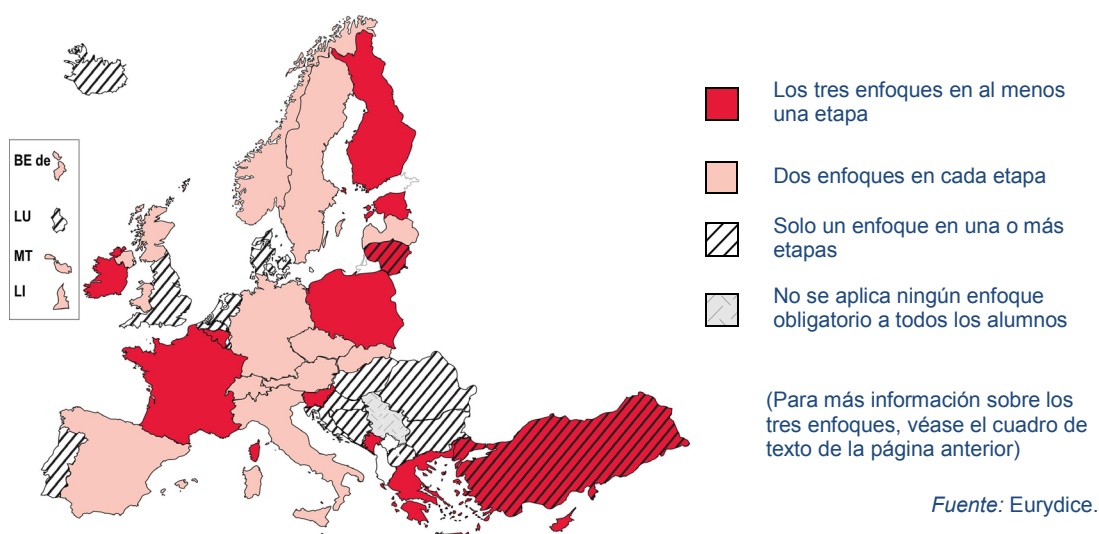 BE de
LU
MT
LI
Los tres enfoques en al menos
una etapa
Dos enfoques en cada etapa
Solo un enfoque en una o más
etapas
No se aplica ningún enfoque
obligatorio a todos los alumnos
(Para más información sobre los
tres enfoques, véase el cuadro de
texto de la página anterior)
Fuente: Eurydice.